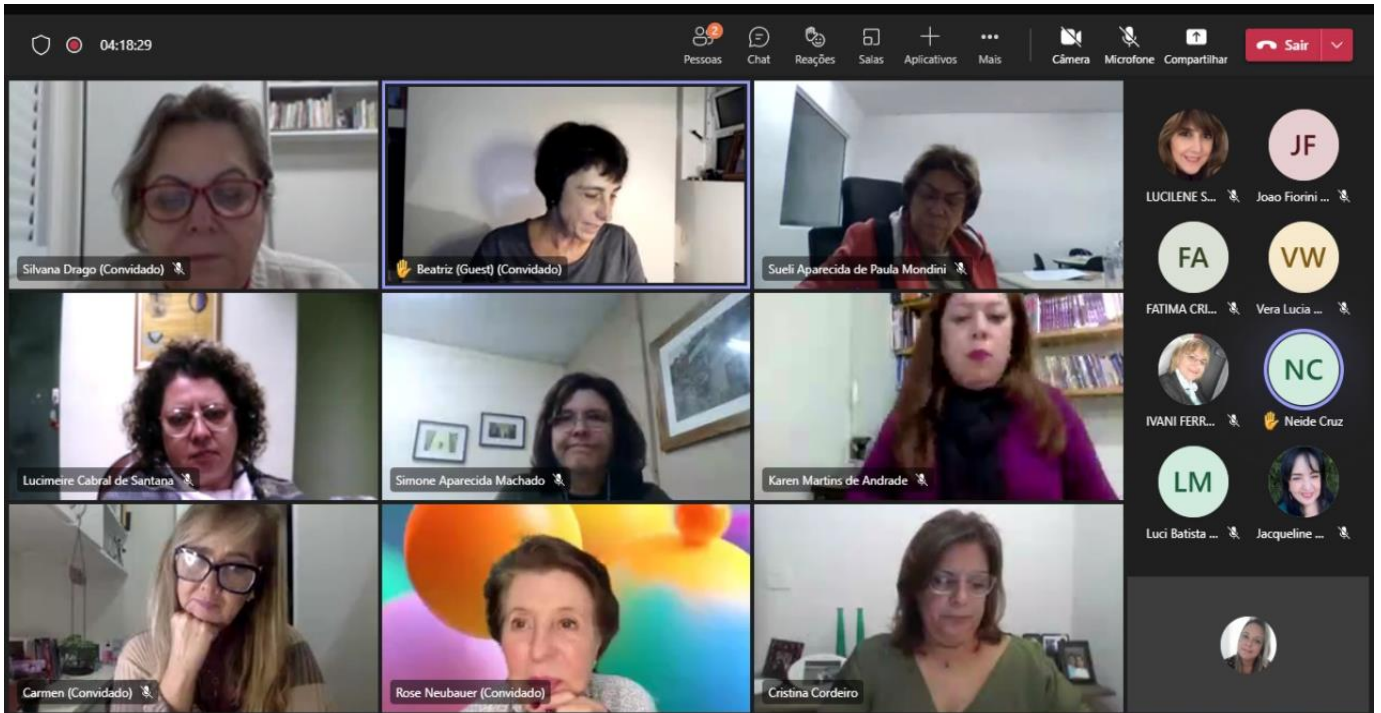 04:18:29
2
Pessoas
Chat
Reações
Salas
Aplicativos
Mais
Câmera
Microfone
Compartilhar
Sair
Silvana Drago (Convidado)
Beatriz (Guest) (Convidado)
Sueli Aparecida de Paula Mondini
LUCILENE S...
JF
Joao Fiorini ...
FA
FATIMA CRI...
VW
Vera Lucia ...
Lucimeire Cabral de Santana
Simone Aparecida Machado
Karen Martins de Andrade
IVANI FERR...
NC
Neide Cruz
LM
Luci Batista ...
Jacqueline ...
Carmen (Convidado)
Rose Neubauer (Convidado)
Cristina Cordeiro